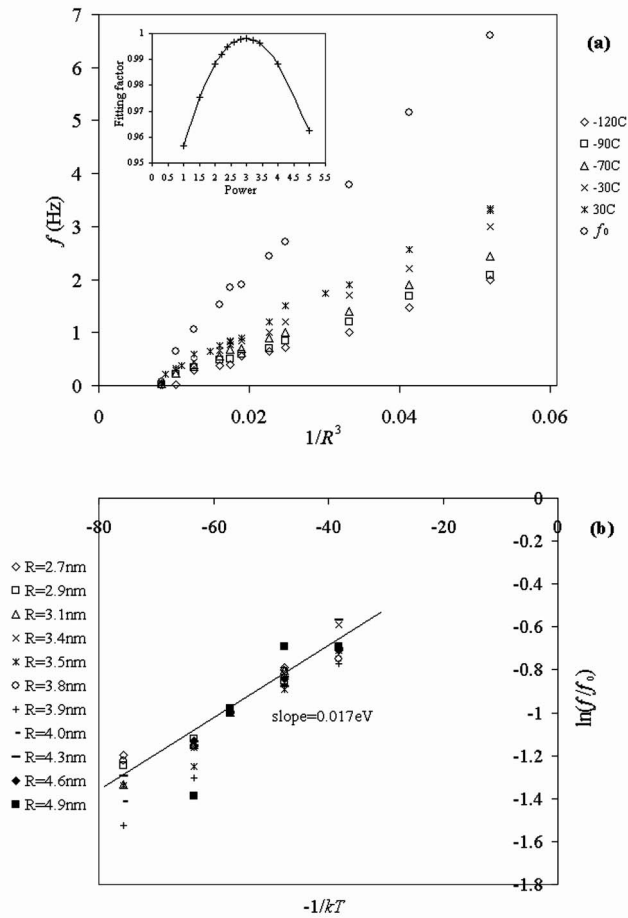 (a)
7
6
5
4
3
2
1
0
f (Hz)
0 0.02 0.04 0.06
1/R³
1
0.99
0.98
0.97
0.96
0.95
Fitting factor
0 0.5 1 1.5 2 2.5 3 3.5 4 4.5 5 5.5
Power
-120C
-90C
-70C
-30C
30C
f₀
(b)
-80 -60 -40 -20 0
0
-0.2
-0.4
-0.6
-0.8
-1
-1.2
-1.4
-1.6
-1.8
ln(f/f₀)
R=2.7nm
R=2.9nm
R=3.1nm
R=3.4nm
R=3.5nm
R=3.8nm
R=3.9nm
R=4.0nm
R=4.3nm
R=4.6nm
R=4.9nm
slope=0.017eV
-1/kT